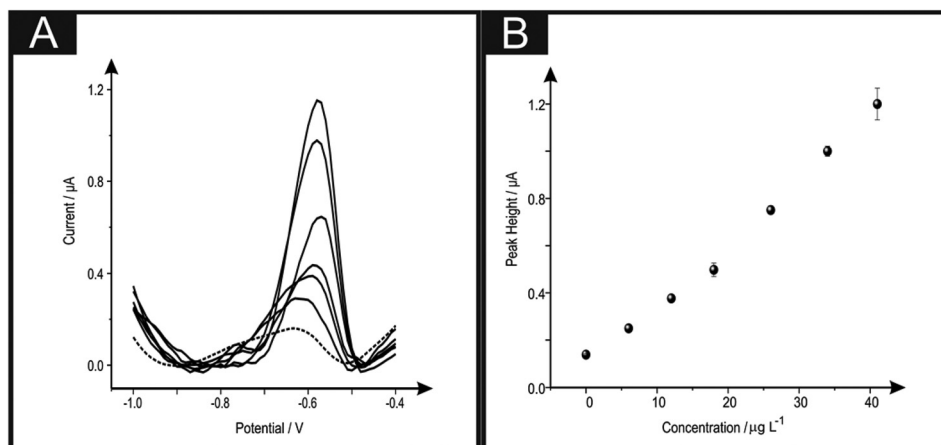 A
1.2
0.8
0.4
0.0
Current / µA
-1.0
-0.8
-0.6
-0.4
Potential / V
B
1.2
0.8
0.4
0.0
Peak Height / µA
0
10
20
30
40
Concentration / µg L⁻¹